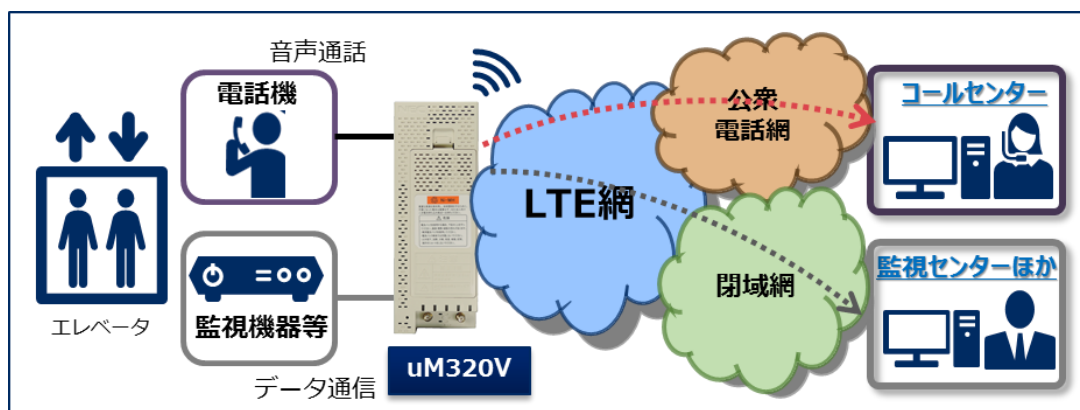 音声通話
電話機
エレベータ
監視機器等
データ通信
uM320V
LTE網
公衆
電話網
閉域網
コールセンター
監視センターほか